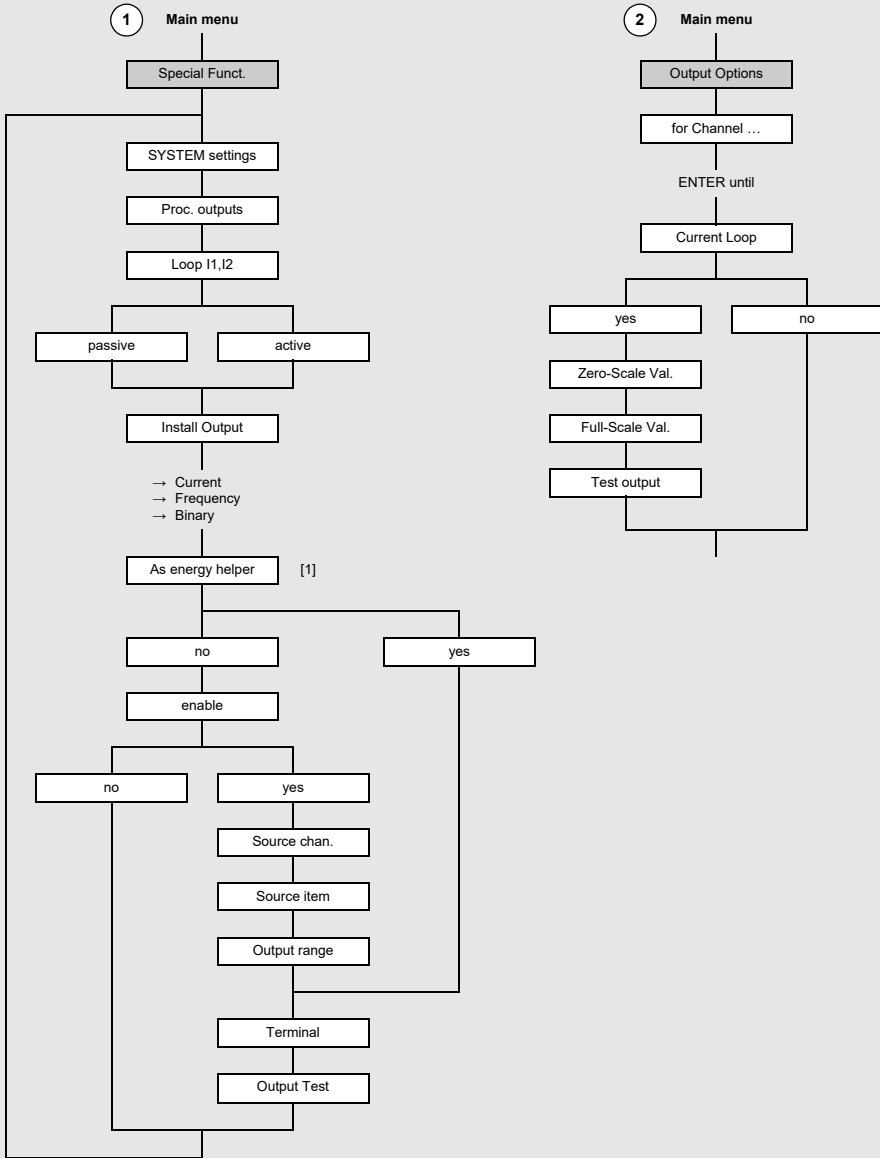 1 Main menu
Special Funct.
SYSTEM settings
Proc. outputs
Loop I1,I2
passive active
Install Output
→ Current
→ Frequency
→ Binary
As energy helper [1]
no yes
enable
no yes
Source chan.
Source item
Output range
Terminal
Output Test
2 Main menu
Output Options
for Channel …
ENTER until
Current Loop
yes no
Zero-Scale Val.
Full-Scale Val.
Test output